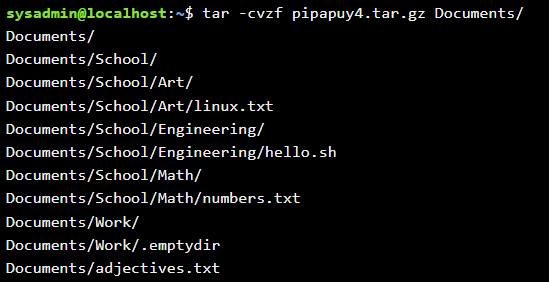 sysadmin@localhost:~$ tar -cvzf pipapuy4.tar.gz Documents/
Documents/
Documents/School/
Documents/School/Art/
Documents/School/Art/linux.txt
Documents/School/Engineering/
Documents/School/Engineering/hello.sh
Documents/School/Math/
Documents/School/Math/numbers.txt
Documents/Work/
Documents/Work/.emptydir
Documents/adjectives.txt